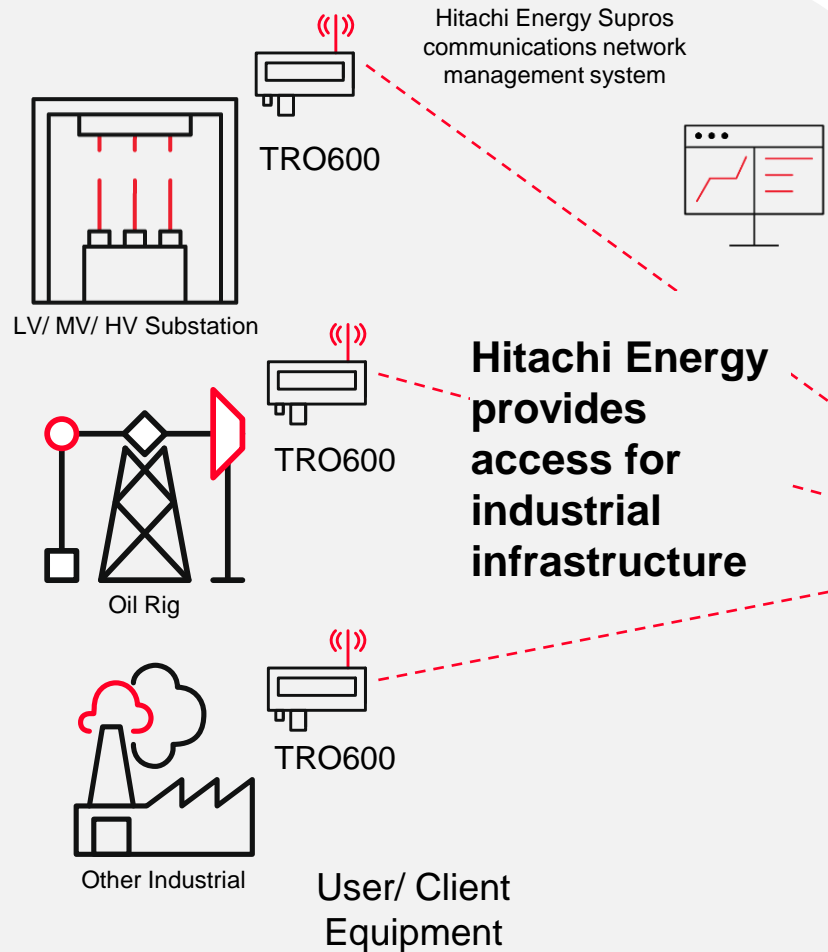 Hitachi Energy Supros
communications network
management system
TRO600
LV/ MV/ HV Substation
Hitachi Energy
provides
access for
industrial
infrastructure
TRO600
Oil Rig
TRO600
Other Industrial
User/ Client
Equipment